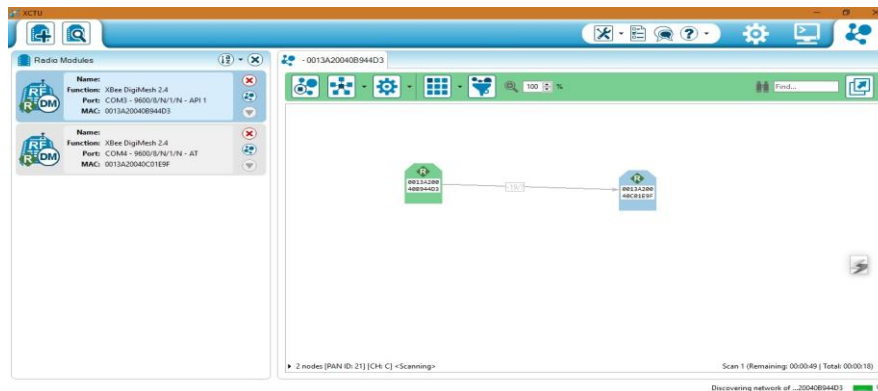 XCTU
Radio Modules
Name:
Function: XBee DigiMesh 2.4
Port: COM3 - 9600/8/N/1/N - API 1
MAC: 0013A20040B944D3
Name:
Function: XBee DigiMesh 2.4
Port: COM4 - 9600/8/N/1/N - AT
MAC: 0013A20040C01E9F
- 0013A20040B944D3
100 %
Find...
R
0013A200
40B944D3
R
0013A200
40C01E9F
2 nodes [PAN ID: 21] [CH: C] <Scanning>
Scan 1 (Remaining: 00:00:49 | Total: 00:00:18)
Discovering network of ...20040B944D3